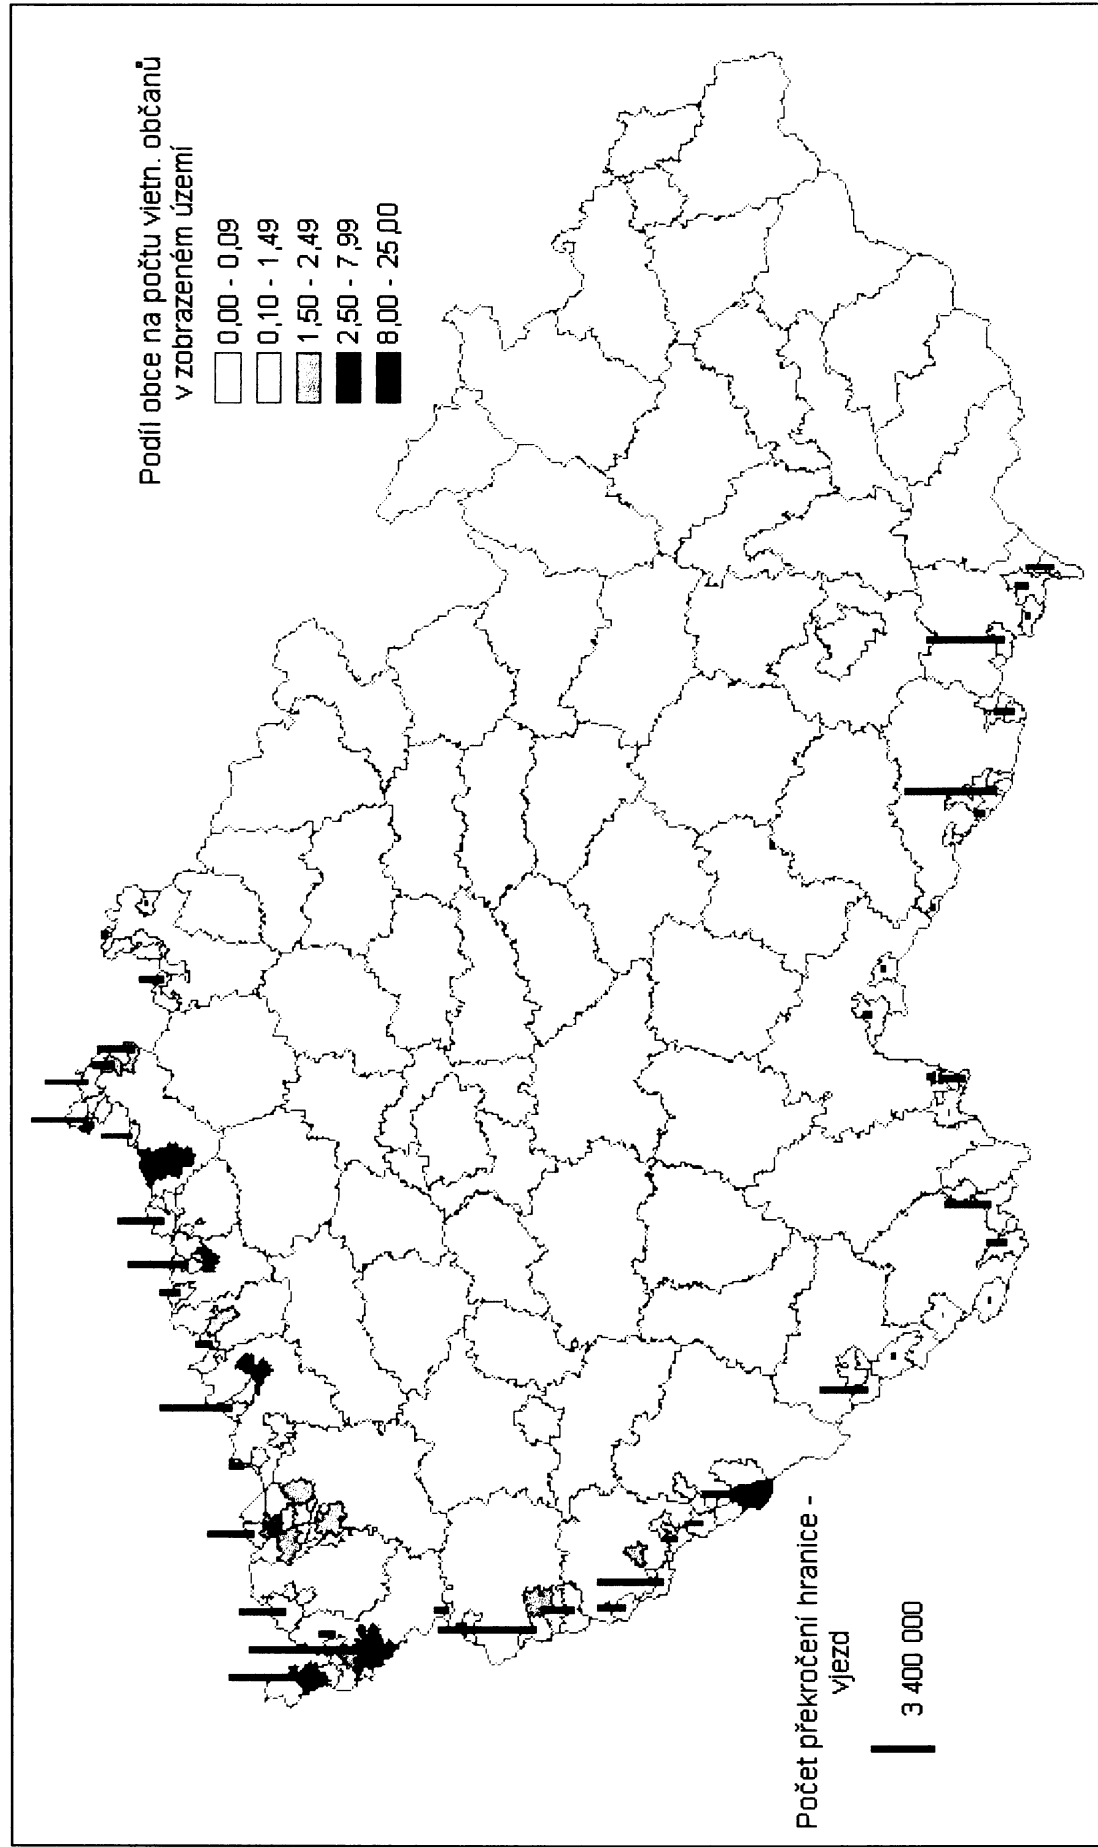 Podíl obce na počtu vietn. občanů
v zobrazeném území
0,00 - 0,09
0,10 - 1,49
1,50 - 2,49
2,50 - 7,99
8,00 - 25,00
Počet překročení hranice -
vjezd
3 400 000